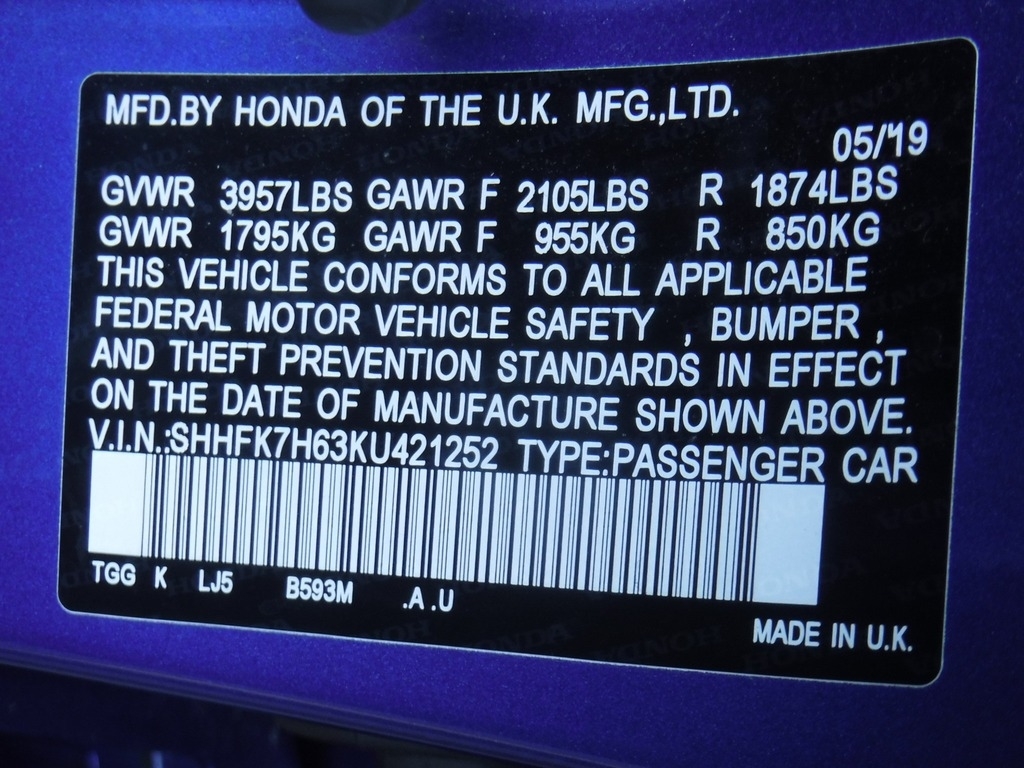 MFD.BY HONDA OF THE U.K. MFG.,LTD.
05/19
GVWR 3957LBS GAWR F 2105LBS R 1874LBS
GVWR 1795KG GAWR F 955KG R 850KG
THIS VEHICLE CONFORMS TO ALL APPLICABLE
FEDERAL MOTOR VEHICLE SAFETY , BUMPER ,
AND THEFT PREVENTION STANDARDS IN EFFECT
ON THE DATE OF MANUFACTURE SHOWN ABOVE.
V.I.N.:SHHFK7H63KU421252 TYPE:PASSENGER CAR
TGG K LJ5 B593M .A .U
MADE IN U.K.